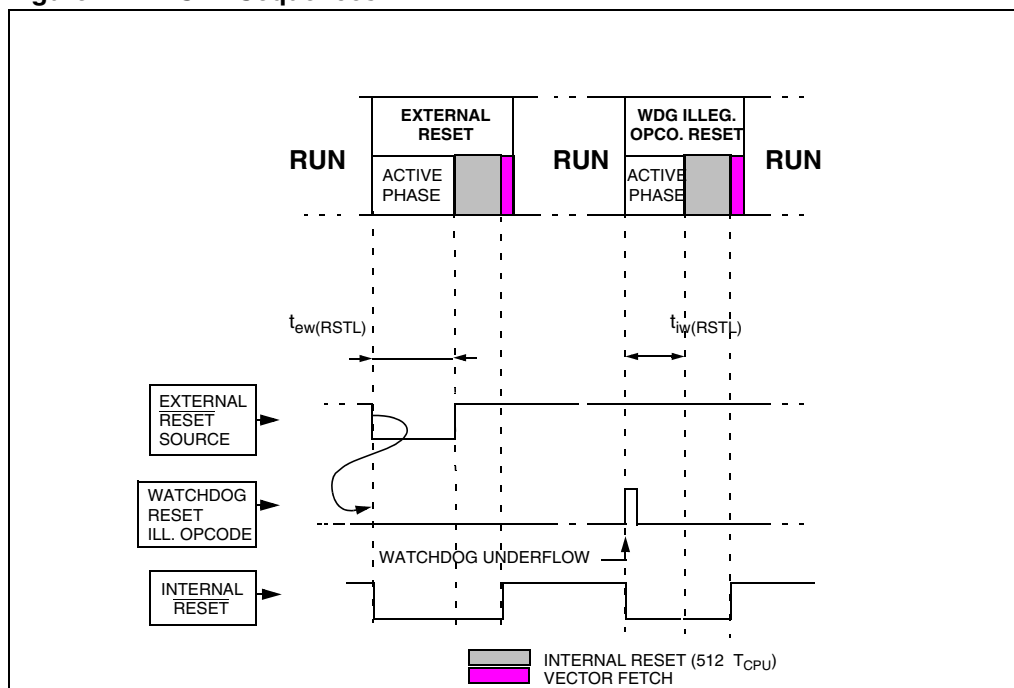 EXTERNAL
RESET
WDG ILLEG.
OPCO. RESET
RUN
RUN
RUN
ACTIVE
PHASE
ACTIVE
PHASE
tew(RSTL)
tiw(RSTL)
EXTERNAL
RESET
SOURCE
WATCHDOG
RESET
ILL. OPCODE
WATCHDOG UNDERFLOW
INTERNAL
RESET
INTERNAL RESET (512 TCPU)
VECTOR FETCH